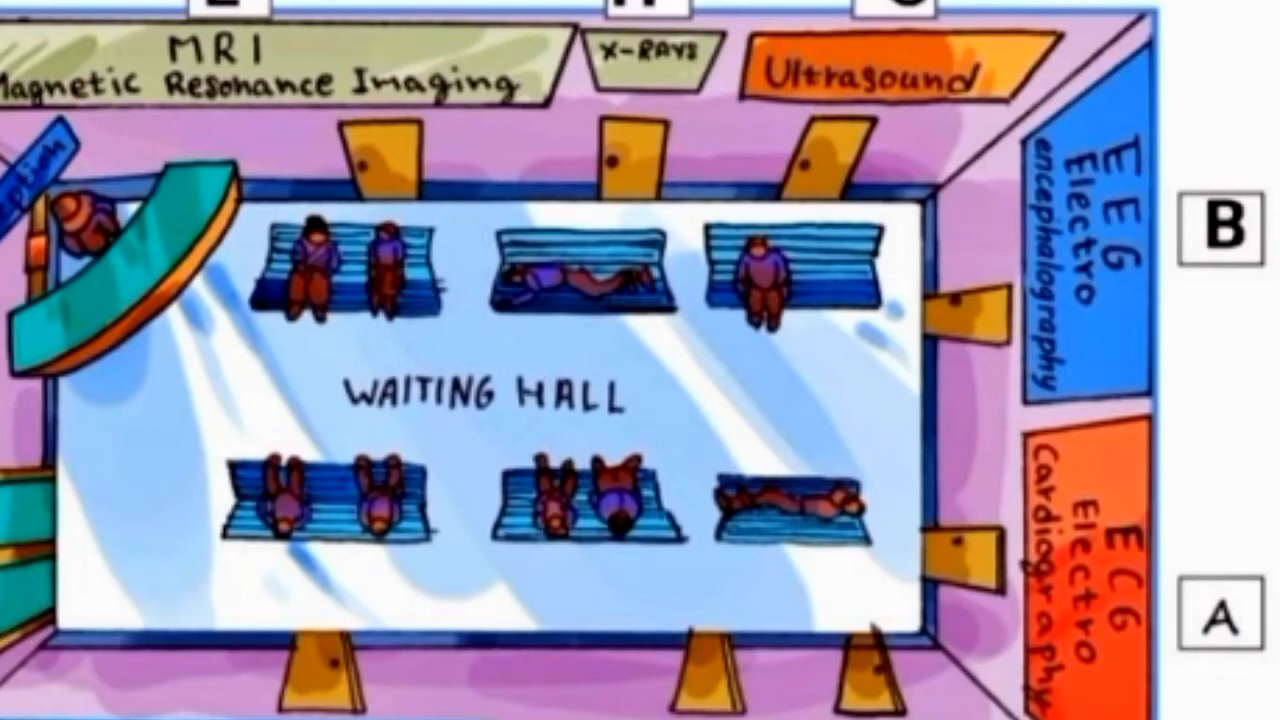 MRI
Magnetic Resonance Imaging
X-RAYS
Ultrasound
EEG
Electro
encephalography
B
WAITING HALL
ECG
Electro
Cardiography
A